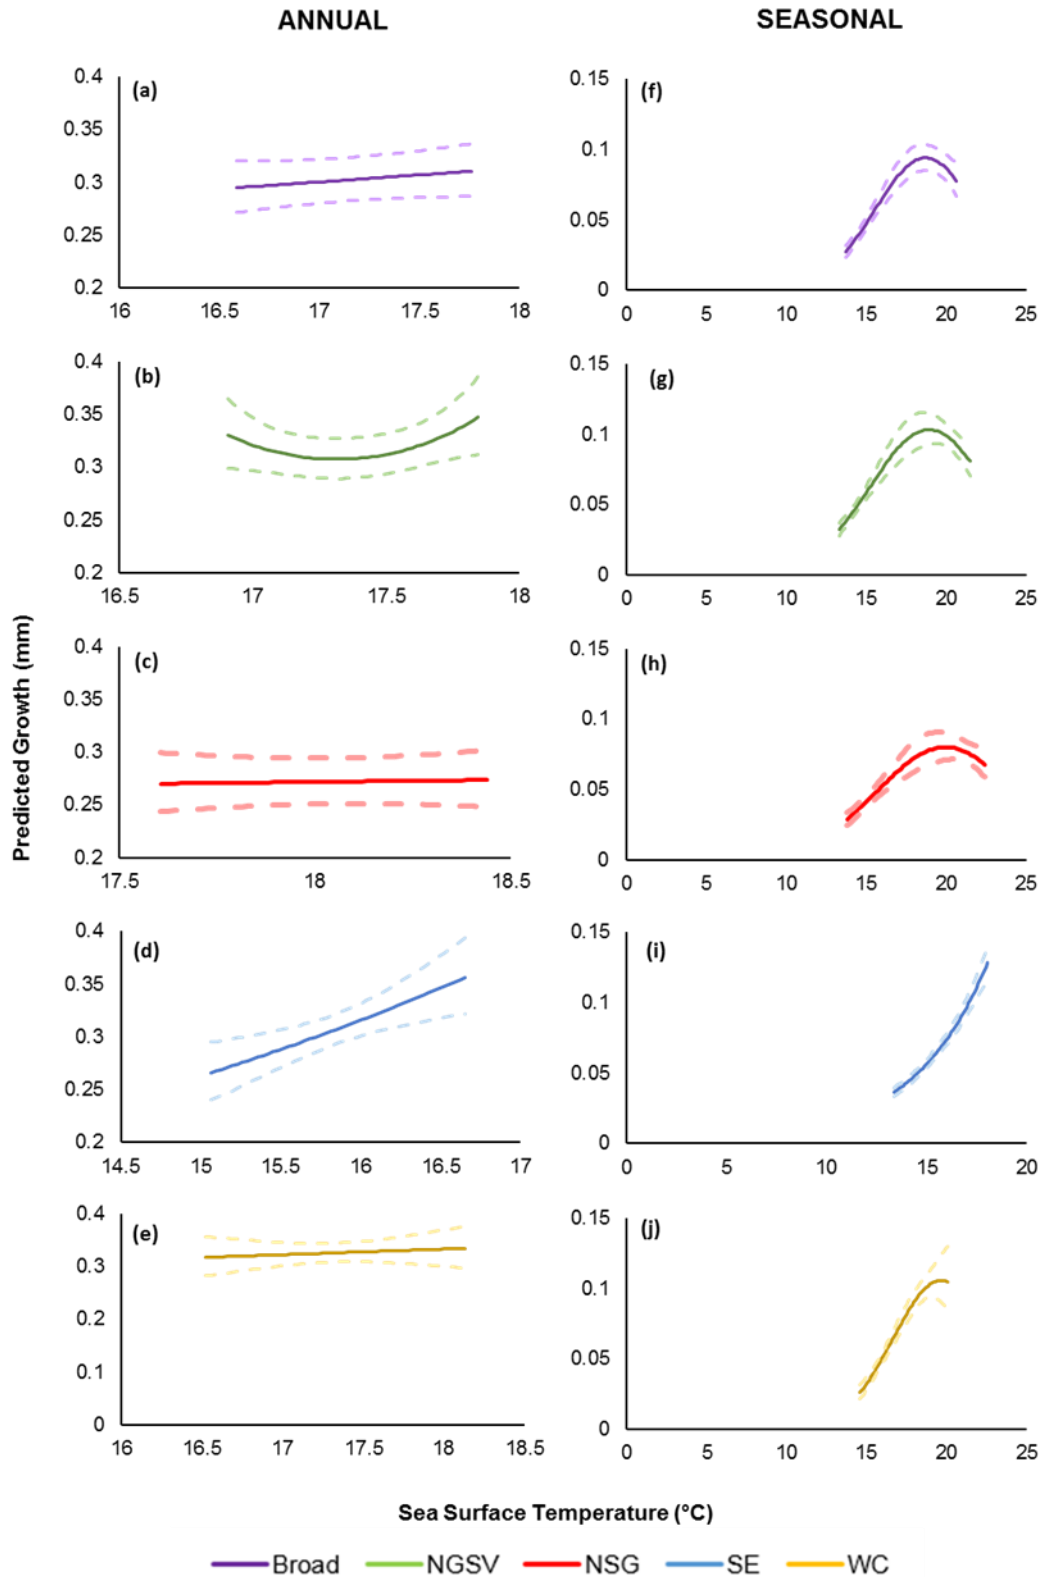 ANNUAL SEASONAL
(a) (f)
0.4 0.15
0.35
0.3 0.1
0.25 0.05
0.2 0
16 16.5 17 17.5 18 0 5 10 15 20 25
(b) (g)
0.4 0.15
0.35
0.3 0.1
0.25 0.05
0.2 0
16.5 17 17.5 18 0 5 10 15 20 25
Predicted Growth (mm)
(c) (h)
0.4 0.15
0.35
0.3 0.1
0.25 0.05
0.2 0
17.5 18 18.5 0 5 10 15 20 25
(d) (i)
0.4 0.15
0.35
0.3 0.1
0.25 0.05
0.2 0
14.5 15 15.5 16 16.5 17 0 5 10 15 20
(e) (j)
0.4 0.15
0.3
0.2 0.1
0.1 0.05
0 0
16 16.5 17 17.5 18 18.5 0 5 10 15 20 25
Sea Surface Temperature (°C)
Broad NGSV NSG SE WC